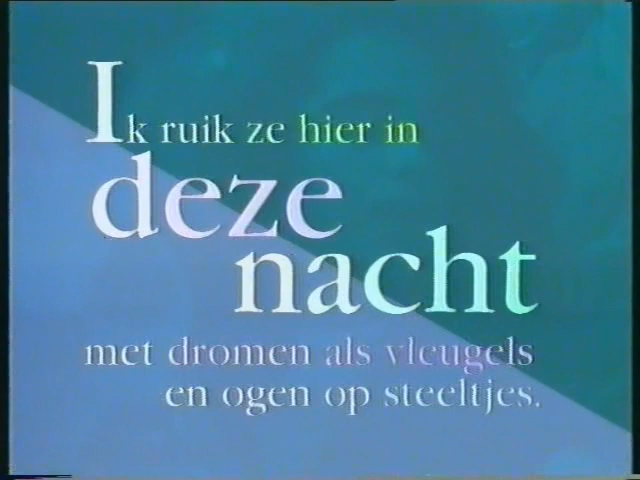 Ik ruik ze hier in
deze
nacht
met dromen als vleugels
en ogen op steeltjes.